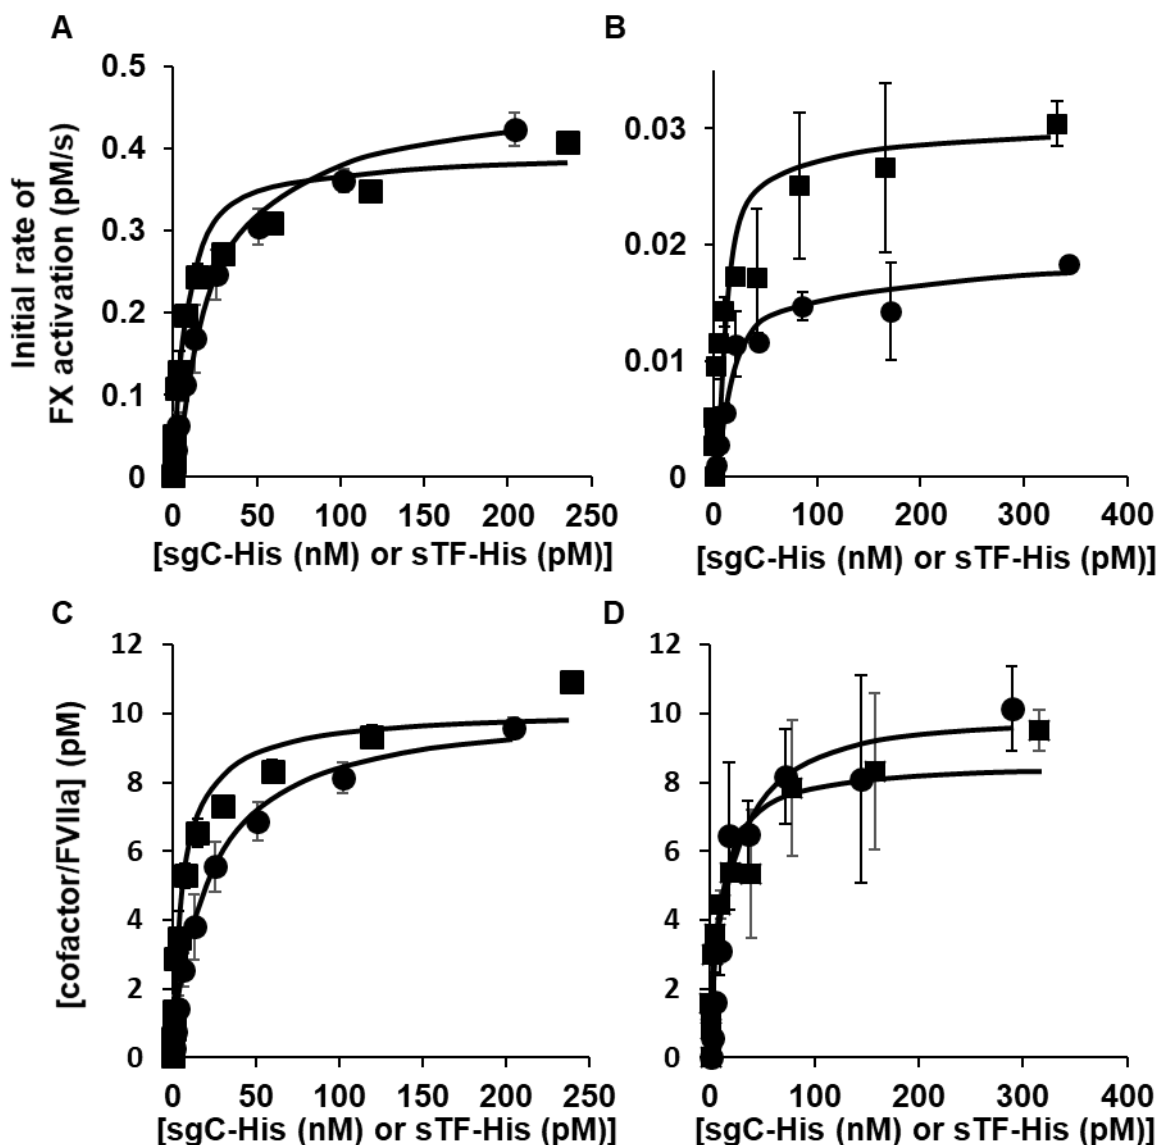 A
B
Initial rate of
FX activation (pM/s)
0.5
0.4
0.3
0.2
0.1
0
0 50 100 150 200 250
[sgC-His (nM) or sTF-His (pM)]
0.03
0.02
0.01
0
0 100 200 300 400
[sgC-His (nM) or sTF-His (pM)]
C
D
[cofactor/FVIIa] (pM)
12
10
8
6
4
2
0
0 50 100 150 200 250
[sgC-His (nM) or sTF-His (pM)]
12
10
8
6
4
2
0
0 100 200 300 400
[sgC-His (nM) or sTF-His (pM)]